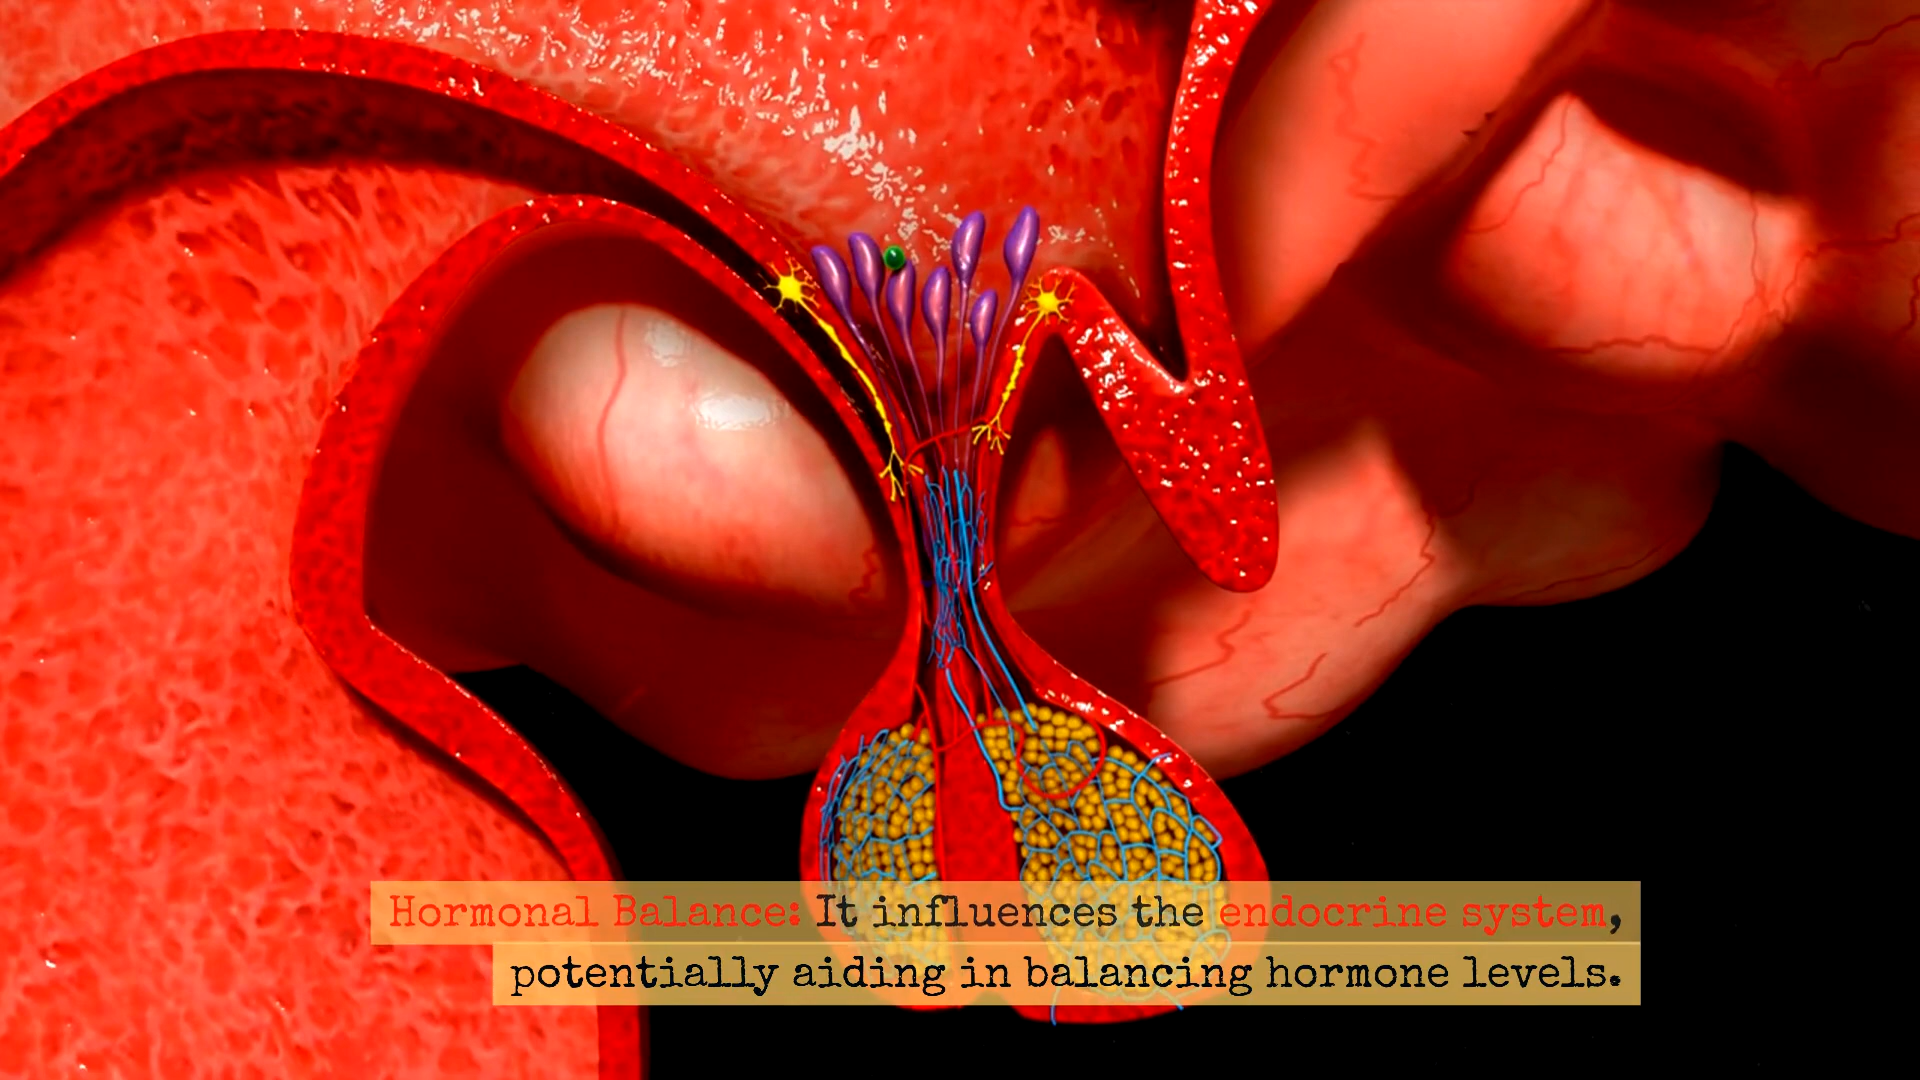 Hormonal Balance: It influences the endocrine system,
potentially aiding in balancing hormone levels.